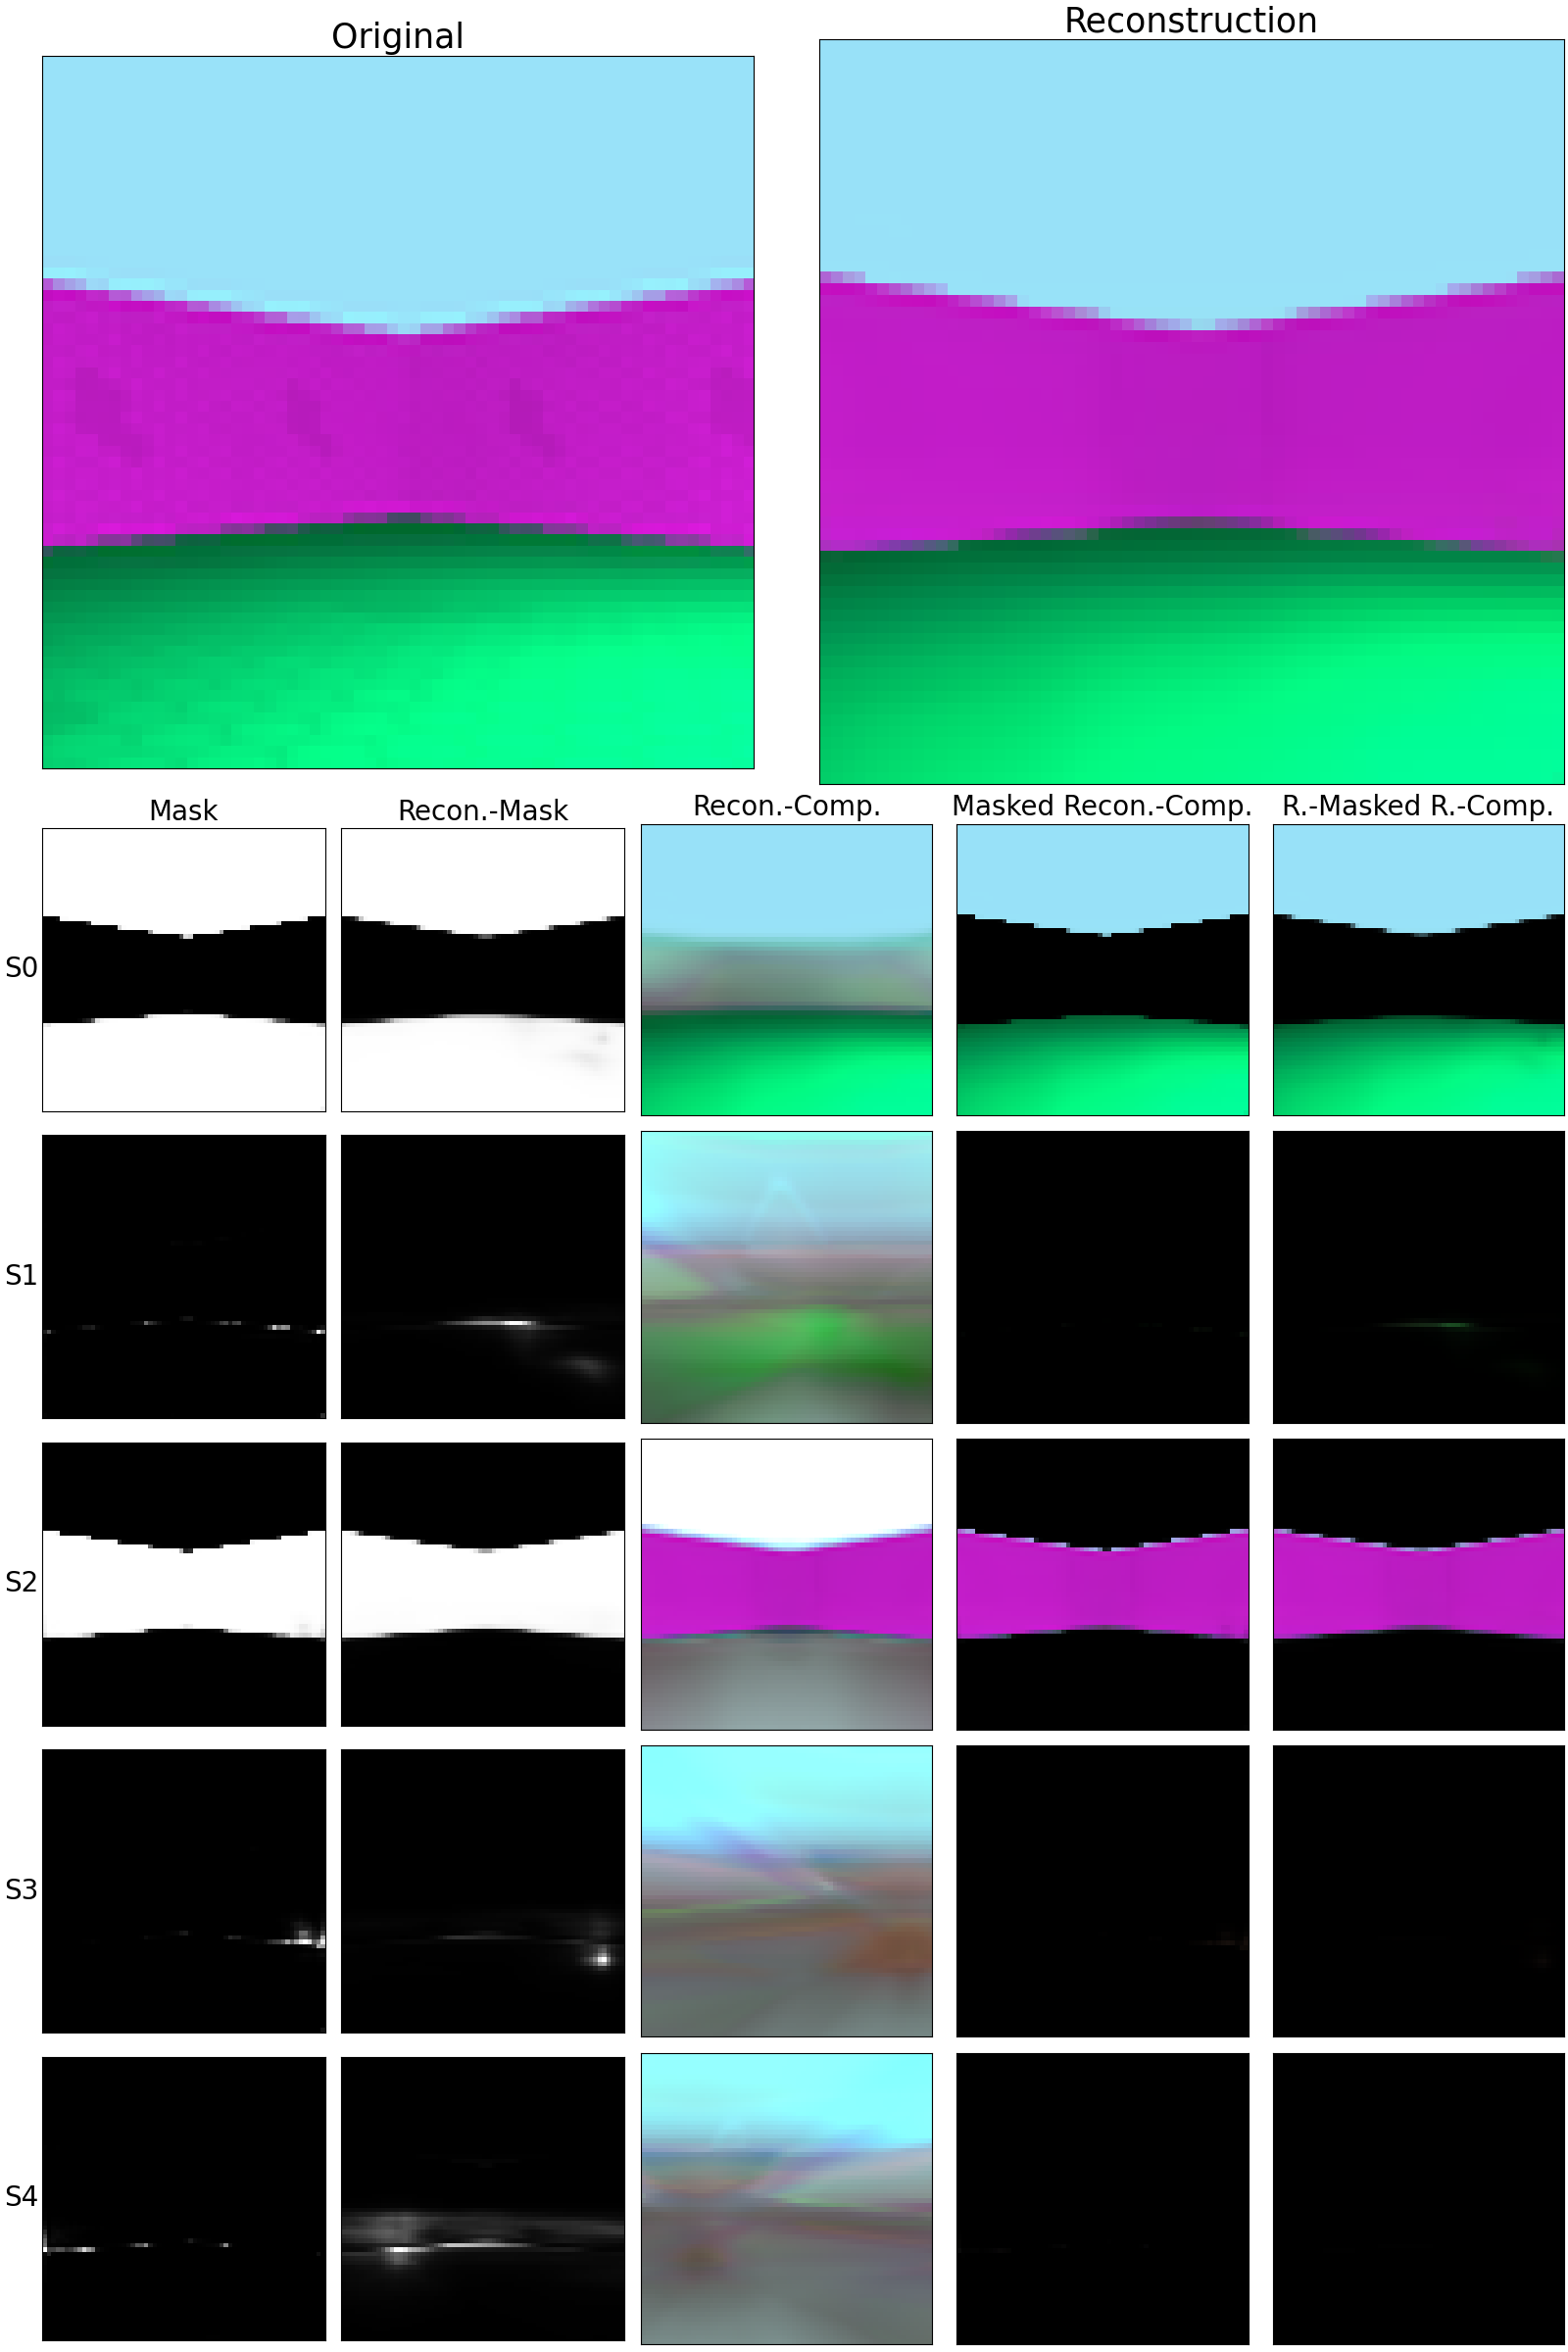 Original
Reconstruction
Mask
Recon.-Mask
Recon.-Comp.
Masked Recon.-Comp.
R.-Masked R.-Comp.
S0
S1
S2
S3
S4